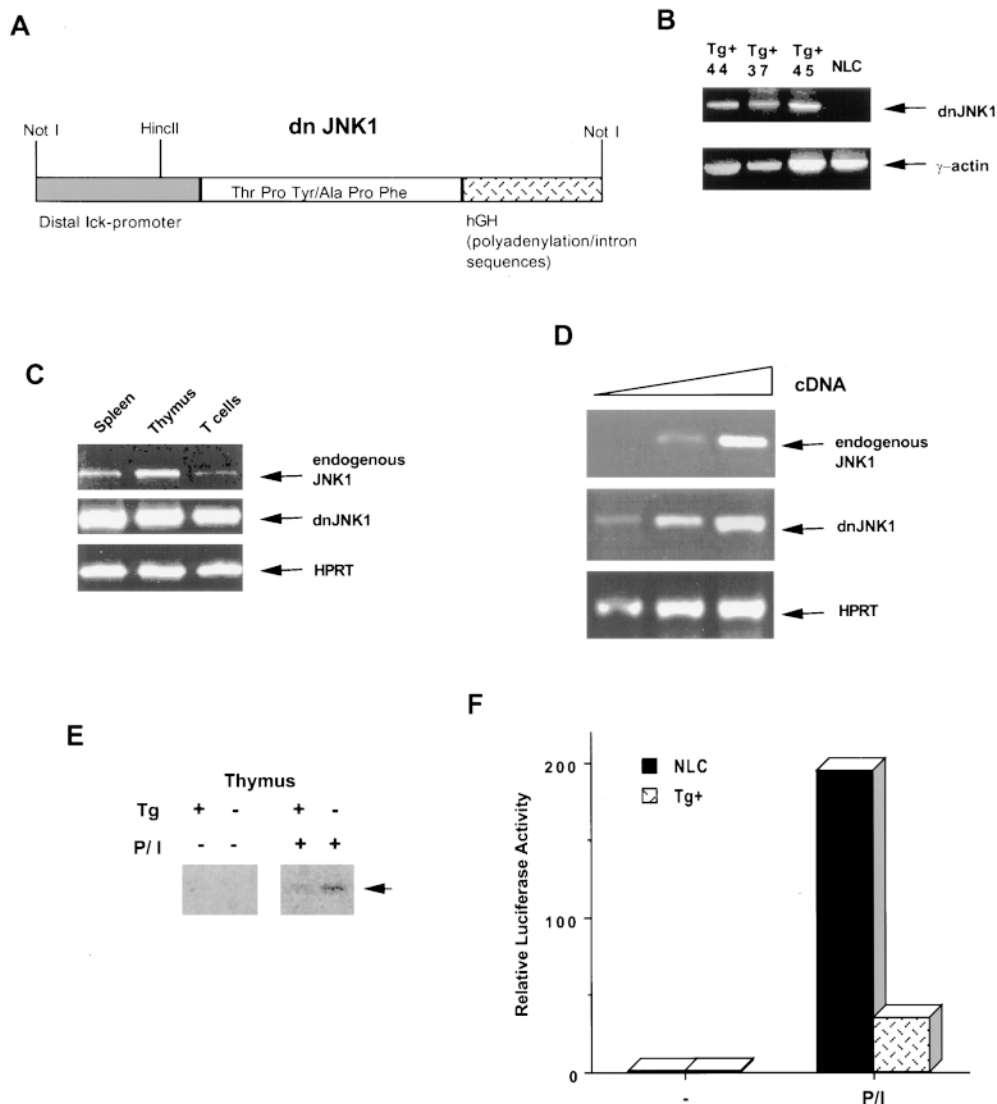 A
dn JNK1
Not I
HincII
Not I
Thr Pro Tyr/Ala Pro Phe
Distal lck-promoter
hGH
(polyadenylation/intron
sequences)
B
Tg+ Tg+ Tg+
44 37 45 NLC
dnJNK1
γ-actin
C
Spleen
Thymus
T cells
endogenous
JNK1
dnJNK1
HPRT
D
cDNA
endogenous
JNK1
dnJNK1
HPRT
E
Thymus
Tg + - + -
P/I - - + +
F
NLC
Tg+
Relative Luciferase Activity
200
100
0
-
P/I